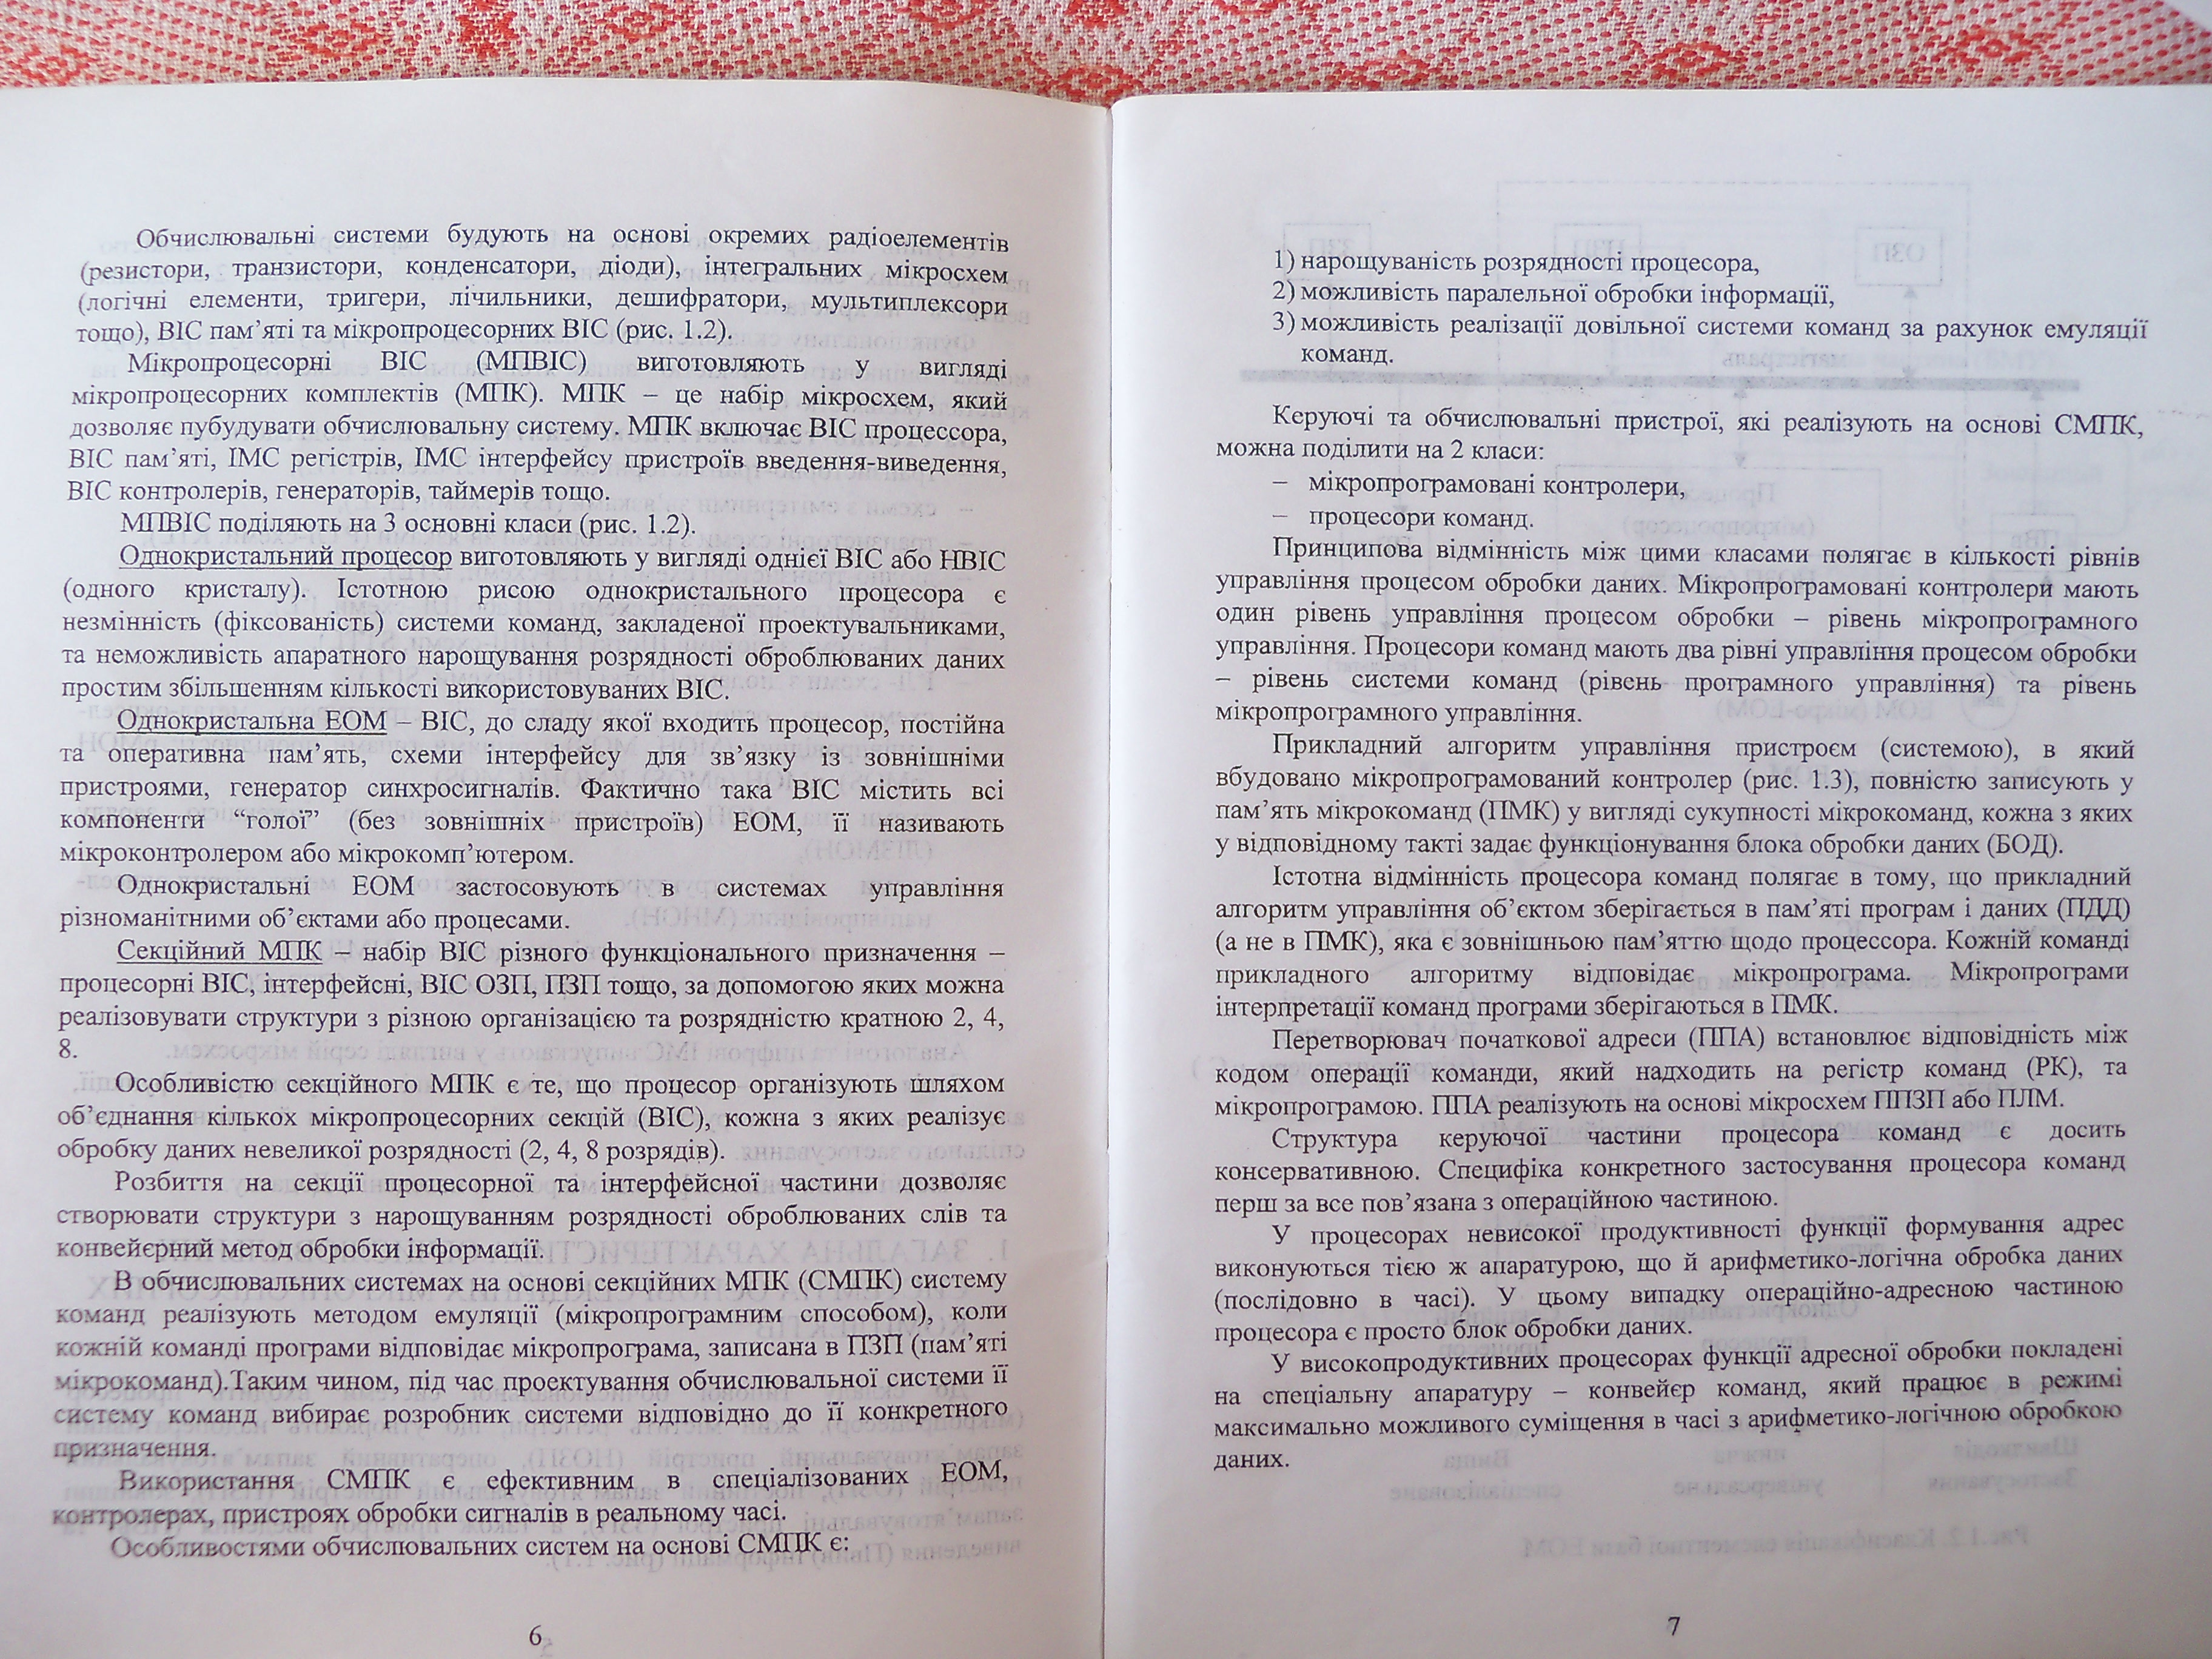 Обчислювальні системи будують на основі окремих радіоелементів
(резистори, транзистори, конденсатори, діоди), інтегральних мікросхем
(логічні елементи, тригери, лічильники, дешифратори, мультиплексори
тощо), ВІС пам’яті та мікропроцесорних ВІС (рис. 1.2).
Мікропроцесорні ВІС (МПВІС) виготовляють у вигляді
мікропроцесорних комплектів (МПК). МПК – це набір мікросхем, який
дозволяє пубудувати обчислювальну систему. МПК включає ВІС процессора,
ВІС пам’яті, ІМС регістрів, ІМС інтерфейсу пристроїв введення-виведення,
ВІС контролерів, генераторів, таймерів тощо.
МПВІС поділяють на 3 основні класи (рис. 1.2).
Однокристальний процесор виготовляють у вигляді однієї ВІС або НВІС
(одного кристалу). Істотною рисою однокристального процесора є
незмінність (фіксованість) системи команд, закладеної проектувальниками,
та неможливість апаратного нарощування розрядності оброблюваних даних
простим збільшенням кількості використовуваних ВІС.
Однокристальна ЕОМ – ВІС, до сладу якої входить процесор, постійна
та оперативна пам’ять, схеми інтерфейсу для зв’язку із зовнішніми
пристроями, генератор синхросигналів. Фактично така ВІС містить всі
компоненти “голої” (без зовнішніх пристроїв) ЕОМ, її називають
мікроконтролером або мікрокомп’ютером.
Однокристальні ЕОМ застосовують в системах управління
різноманітними об’єктами або процесами.
Секційний МПК – набір ВІС різного функціонального призначення –
процесорні ВІС, інтерфейсні, ВІС ОЗП, ПЗП тощо, за допомогою яких можна
реалізовувати структури з різною організацією та розрядністю кратною 2, 4,
8.
Особливістю секційного МПК є те, що процесор організують шляхом
об’єднання кількох мікропроцесорних секцій (ВІС), кожна з яких реалізує
обробку даних невеликої розрядності (2, 4, 8 розрядів).
Розбиття на секції процесорної та інтерфейсної частини дозволяє
створювати структури з нарощуванням розрядності оброблюваних слів та
конвейєрний метод обробки інформації.
В обчислювальних системах на основі секційних МПК (СМПК) систему
команд реалізують методом емуляції (мікропрограмним способом), коли
кожній команді програми відповідає мікропрограма, записана в ПЗП (пам’яті
мікрокоманд).Таким чином, під час проектування обчислювальної системи її
систему команд вибирає розробник системи відповідно до її конкретного
призначення.
Використання СМПК є ефективним в спеціалізованих ЕОМ,
контролерах, пристроях обробки сигналів в реальному часі.
Особливостями обчислювальних систем на основі СМПК є:
6
1) нарощуваність розрядності процесора,
2) можливість паралельної обробки інформації,
3) можливість реалізації довільної системи команд за рахунок емуляції
команд.
Керуючі та обчислювальні пристрої, які реалізують на основі СМПК,
можна поділити на 2 класи:
– мікропрограмовані контролери,
– процесори команд.
Принципова відмінність між цими класами полягає в кількості рівнів
управління процесом обробки даних. Мікропрограмовані контролери мають
один рівень управління процесом обробки – рівень мікропрограмного
управління. Процесори команд мають два рівні управління процесом обробки
– рівень системи команд (рівень програмного управління) та рівень
мікропрограмного управління.
Прикладний алгоритм управління пристроєм (системою), в який
вбудовано мікропрограмований контролер (рис. 1.3), повністю записують у
пам’ять мікрокоманд (ПМК) у вигляді сукупності мікрокоманд, кожна з яких
у відповідному такті задає функціонування блока обробки даних (БОД).
Істотна відмінність процесора команд полягає в тому, що прикладний
алгоритм управління об’єктом зберігається в пам’яті програм і даних (ПДД)
(а не в ПМК), яка є зовнішньою пам’яттю щодо процессора. Кожній команді
прикладного алгоритму відповідає мікропрограма. Мікропрограми
інтерпретації команд програми зберігаються в ПМК.
Перетворювач початкової адреси (ППА) встановлює відповідність між
кодом операції команди, який надходить на регістр команд (РК), та
мікропрограмою. ППА реалізують на основі мікросхем ППЗП або ПЛМ.
Структура керуючої частини процесора команд є досить
консервативною. Специфіка конкретного застосування процесора команд
перш за все пов’язана з операційною частиною.
У процесорах невисокої продуктивності функції формування адрес
виконуються тією ж апаратурою, що й арифметико-логічна обробка даних
(послідовно в часі). У цьому випадку операційно-адресною частиною
процесора є просто блок обробки даних.
У високопродуктивних процесорах функції адресної обробки покладені
на спеціальну апаратуру – конвейєр команд, який працює в режимі
максимально можливого суміщення в часі з арифметико-логічною обробкою
даних.
7